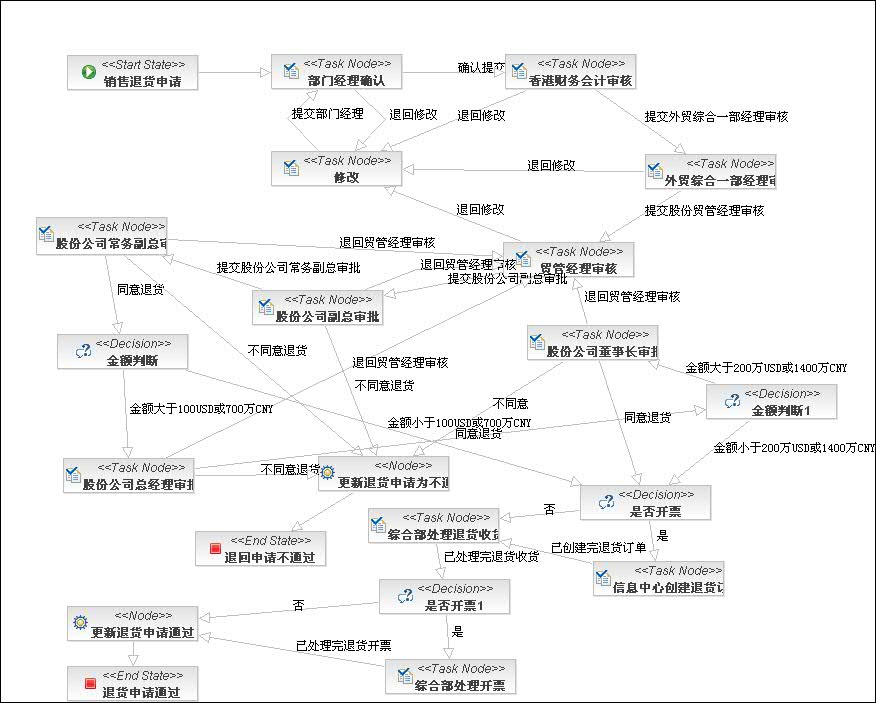 <<Start State>>
销售退货申请
<<Task Node>>
部门经理确认
确认提交
<<Task Node>>
香港财务会计审核
提交部门经理
退回修改
退回修改
提交外贸综合一部经理审核
<<Task Node>>
修改
退回修改
<<Task Node>>
外贸综合一部经理审
退回修改
提交股份贸管经理审核
<<Task Node>>
股份公司常务副总审
退回贸管经理审核
<<Task Node>>
贸管经理审核
提交股份公司常务副总审批
退回贸管经理审核
提交股份公司副总审批
同意退货
<<Task Node>>
股份公司副总审批
退回贸管经理审核
<<Decision>>
金额判断
不同意退货
退回贸管经理审核
<<Task Node>>
股份公司董事长审批
金额大于200万USD或1400万CNY
不同意退货
<<Decision>>
金额判断1
金额大于100USD或700万CNY
不同意
金额小于100USD或700万CNY
同意退货
同意退货
金额小于200万USD或1400万CNY
<<Task Node>>
股份公司总经理审批
不同意退货
<<Node>>
更新退货申请为不通
<<Decision>>
是否开票
否
是
<<Task Node>>
综合部处理退货收货
<<End State>>
退回申请不通过
已处理完退货收货
已创建完退货订单
<<Task Node>>
信息中心创建退货订
<<Decision>>
是否开票1
否
是
<<Node>>
更新退货申请通过
已处理完退货开票
<<Task Node>>
综合部处理开票
<<End State>>
退货申请通过